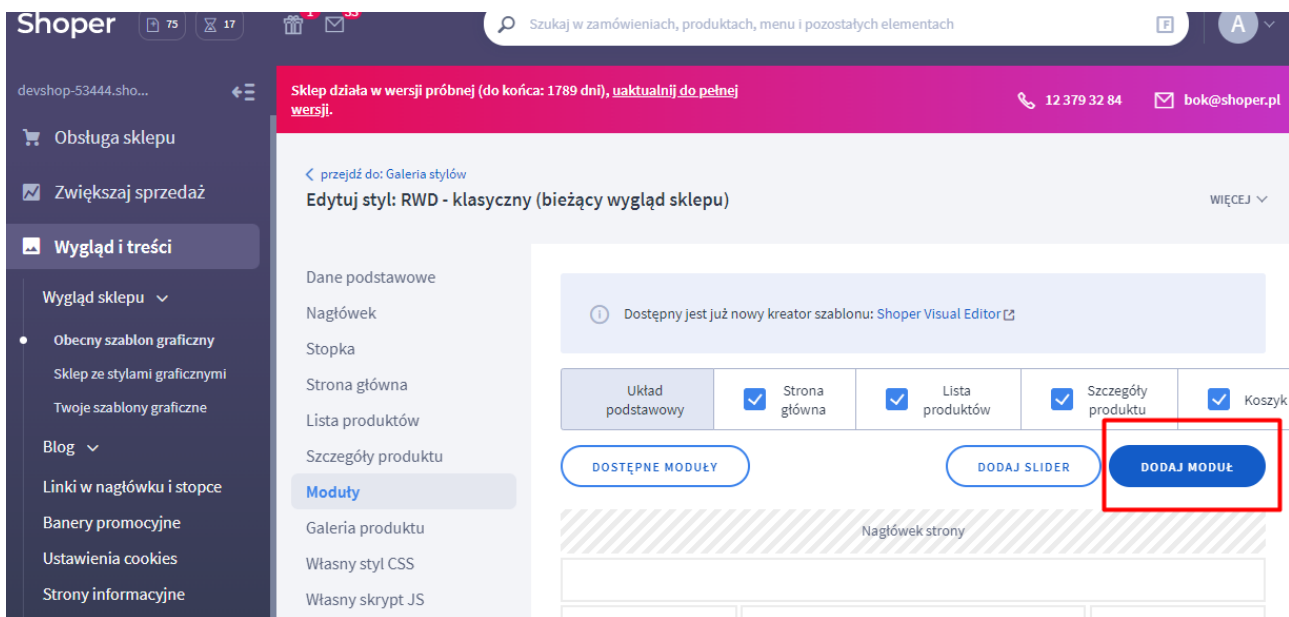 Shoper 75 17 1 33 Szukaj w zamówieniach, produktach, menu i pozostałych elementach F A
devshop-53444.sho...
Obsługa sklepu
Zwiększaj sprzedaż
Wygląd i treści
Wygląd sklepu
Obecny szablon graficzny
Sklep ze stylami graficznymi
Twoje szablony graficzne
Blog
Linki w nagłówku i stopce
Banery promocyjne
Ustawienia cookies
Strony informacyjne
Sklep działa w wersji próbnej (do końca: 1789 dni), uaktualnij do pełnej
wersji.
12 379 32 84 bok@shoper.pl
przejdź do: Galeria stylów
Edytuj styl: RWD - klasyczny (bieżący wygląd sklepu)
WIĘCEJ
Dane podstawowe
Nagłówek
Stopka
Strona główna
Lista produktów
Szczegóły produktu
Moduły
Galeria produktu
Własny styl CSS
Własny skrypt JS
Dostępny jest już nowy kreator szablonu: Shoper Visual Editor
Układ
podstawowy
Strona
główna
Lista
produktów
Szczegóły
produktu
Koszyk
DOSTĘPNE MODUŁY
DODAJ SLIDER
DODAJ MODUŁ
Nagłówek strony